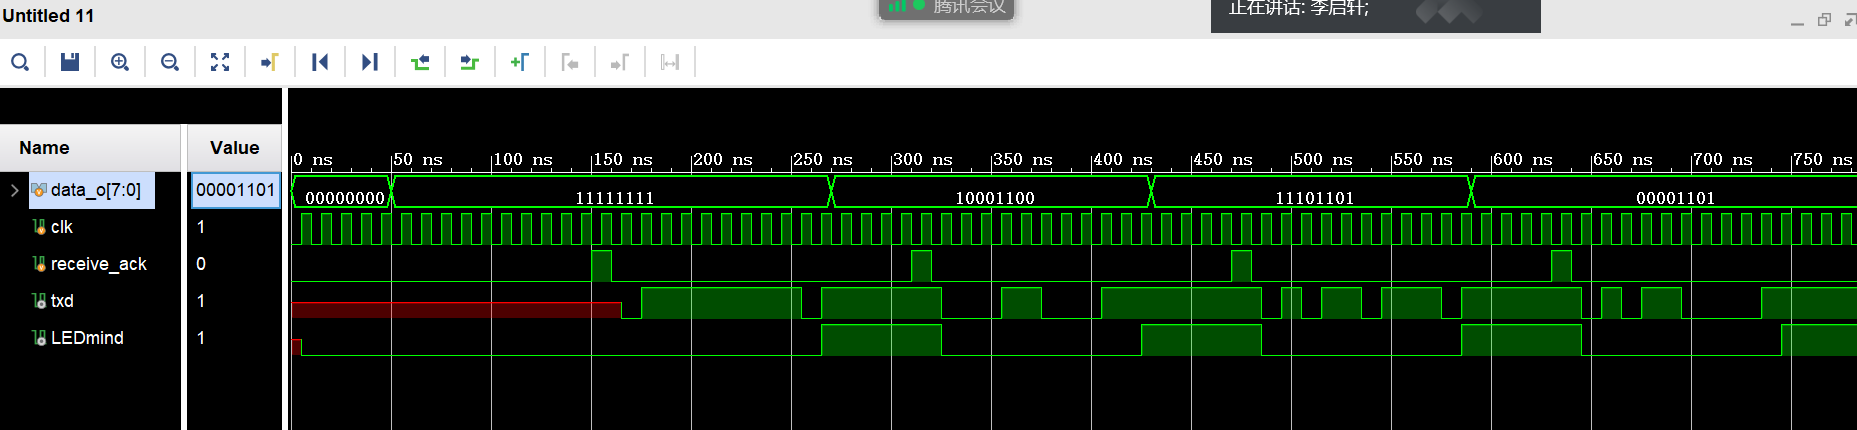 Untitled 11
腾讯会议
正在讲话: 李启轩;
Name Value
0 ns 50 ns 100 ns 150 ns 200 ns 250 ns 300 ns 350 ns 400 ns 450 ns 500 ns 550 ns 600 ns 650 ns 700 ns 750 ns
data_o[7:0] 00001101 00000000 11111111 10001100 11101101 00001101
clk 1
receive_ack 0
txd 1
LEDmind 1